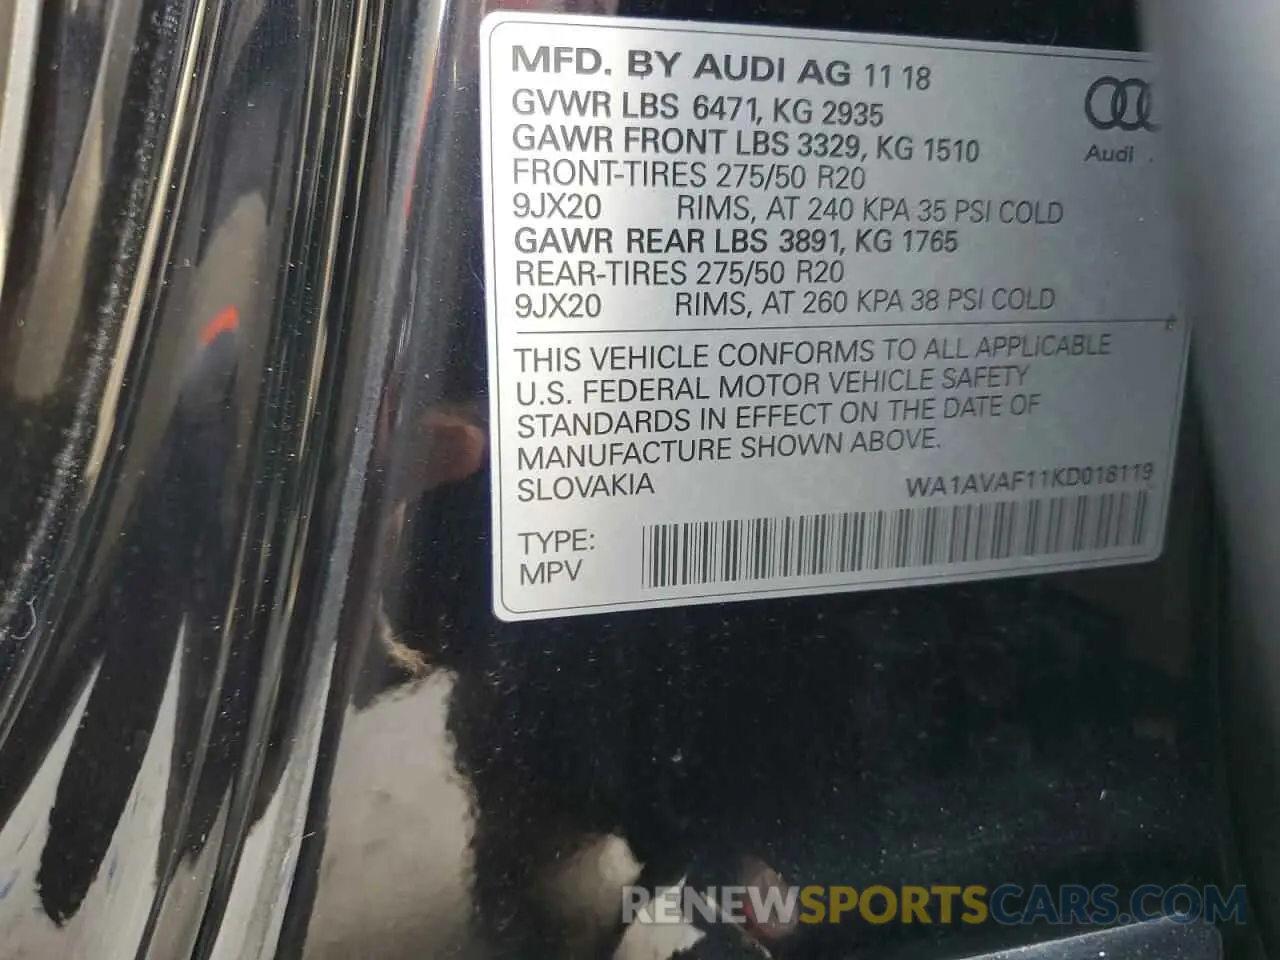 MFD. BY AUDI AG 11 18
GVWR LBS 6471, KG 2935
GAWR FRONT LBS 3329, KG 1510
FRONT-TIRES 275/50 R20
9JX20 RIMS, AT 240 KPA 35 PSI COLD
GAWR REAR LBS 3891, KG 1765
REAR-TIRES 275/50 R20
9JX20 RIMS, AT 260 KPA 38 PSI COLD
Audi
THIS VEHICLE CONFORMS TO ALL APPLICABLE
U.S. FEDERAL MOTOR VEHICLE SAFETY
STANDARDS IN EFFECT ON THE DATE OF
MANUFACTURE SHOWN ABOVE.
SLOVAKIA WA1AVAF11KD018119
TYPE:
MPV
RENEWSPORTSCARS.COM